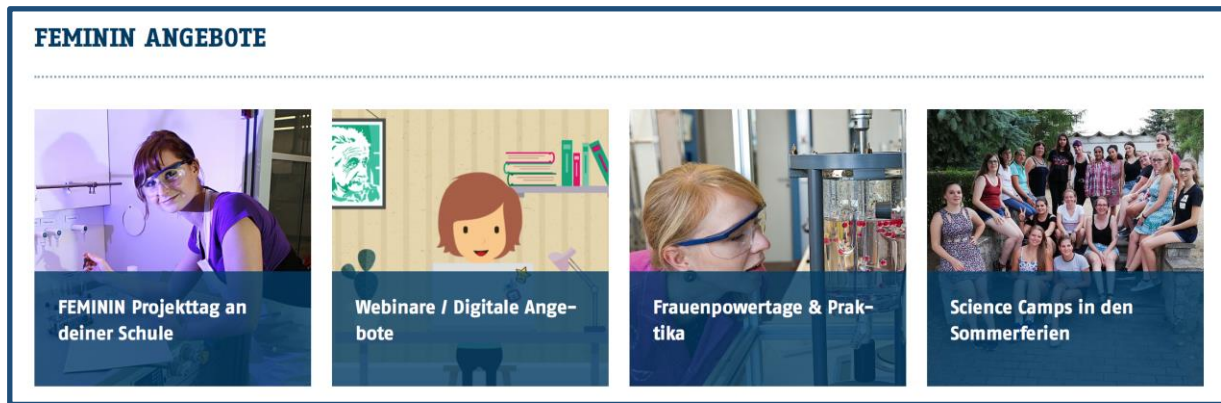 FEMININ ANGEBOTE
FEMININ Projekttag an
deiner Schule
Webinare / Digitale Ange-
bote
Frauenpowertage & Prak-
tika
Science Camps in den
Sommerferien